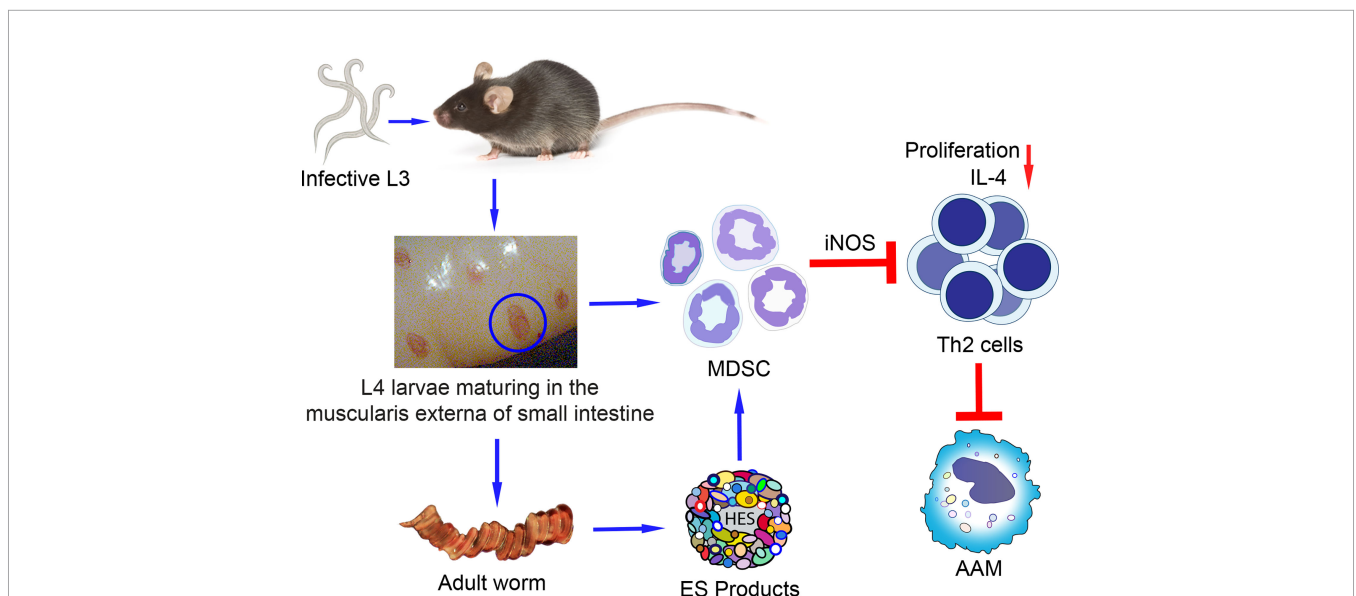 Infective L3
Proliferation
IL-4
iNOS
L4 larvae maturing in the
muscularis externa of small intestine
MDSC
Th2 cells
HES
Adult worm
ES Products
AAM